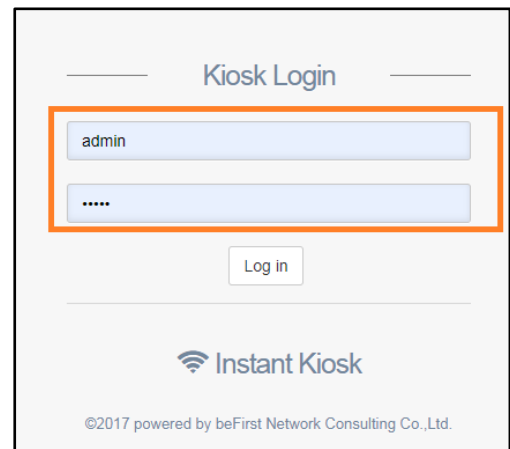 Kiosk Login
admin
•••••
Log in
Instant Kiosk
©2017 powered by beFirst Network Consulting Co.,Ltd.